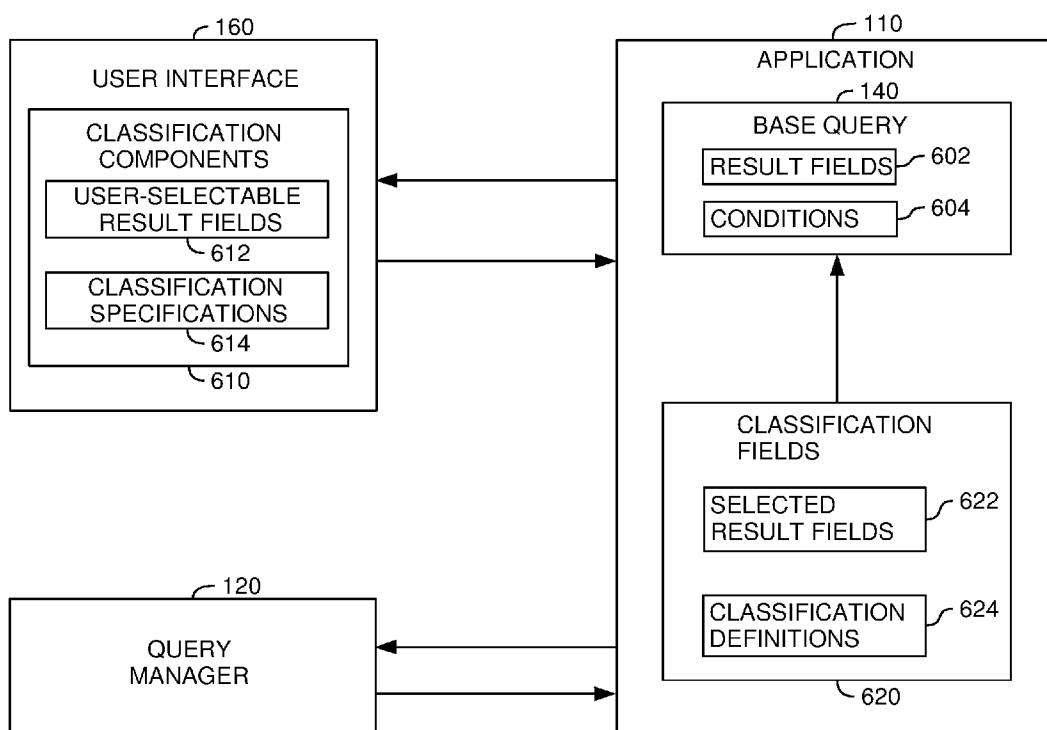 160
USER INTERFACE
CLASSIFICATION
COMPONENTS
USER-SELECTABLE
RESULT FIELDS
612
CLASSIFICATION
SPECIFICATIONS
614
610
110
APPLICATION
140
BASE QUERY
RESULT FIELDS
602
CONDITIONS
604
CLASSIFICATION
FIELDS
SELECTED
RESULT FIELDS
622
CLASSIFICATION
DEFINITIONS
624
620
120
QUERY
MANAGER